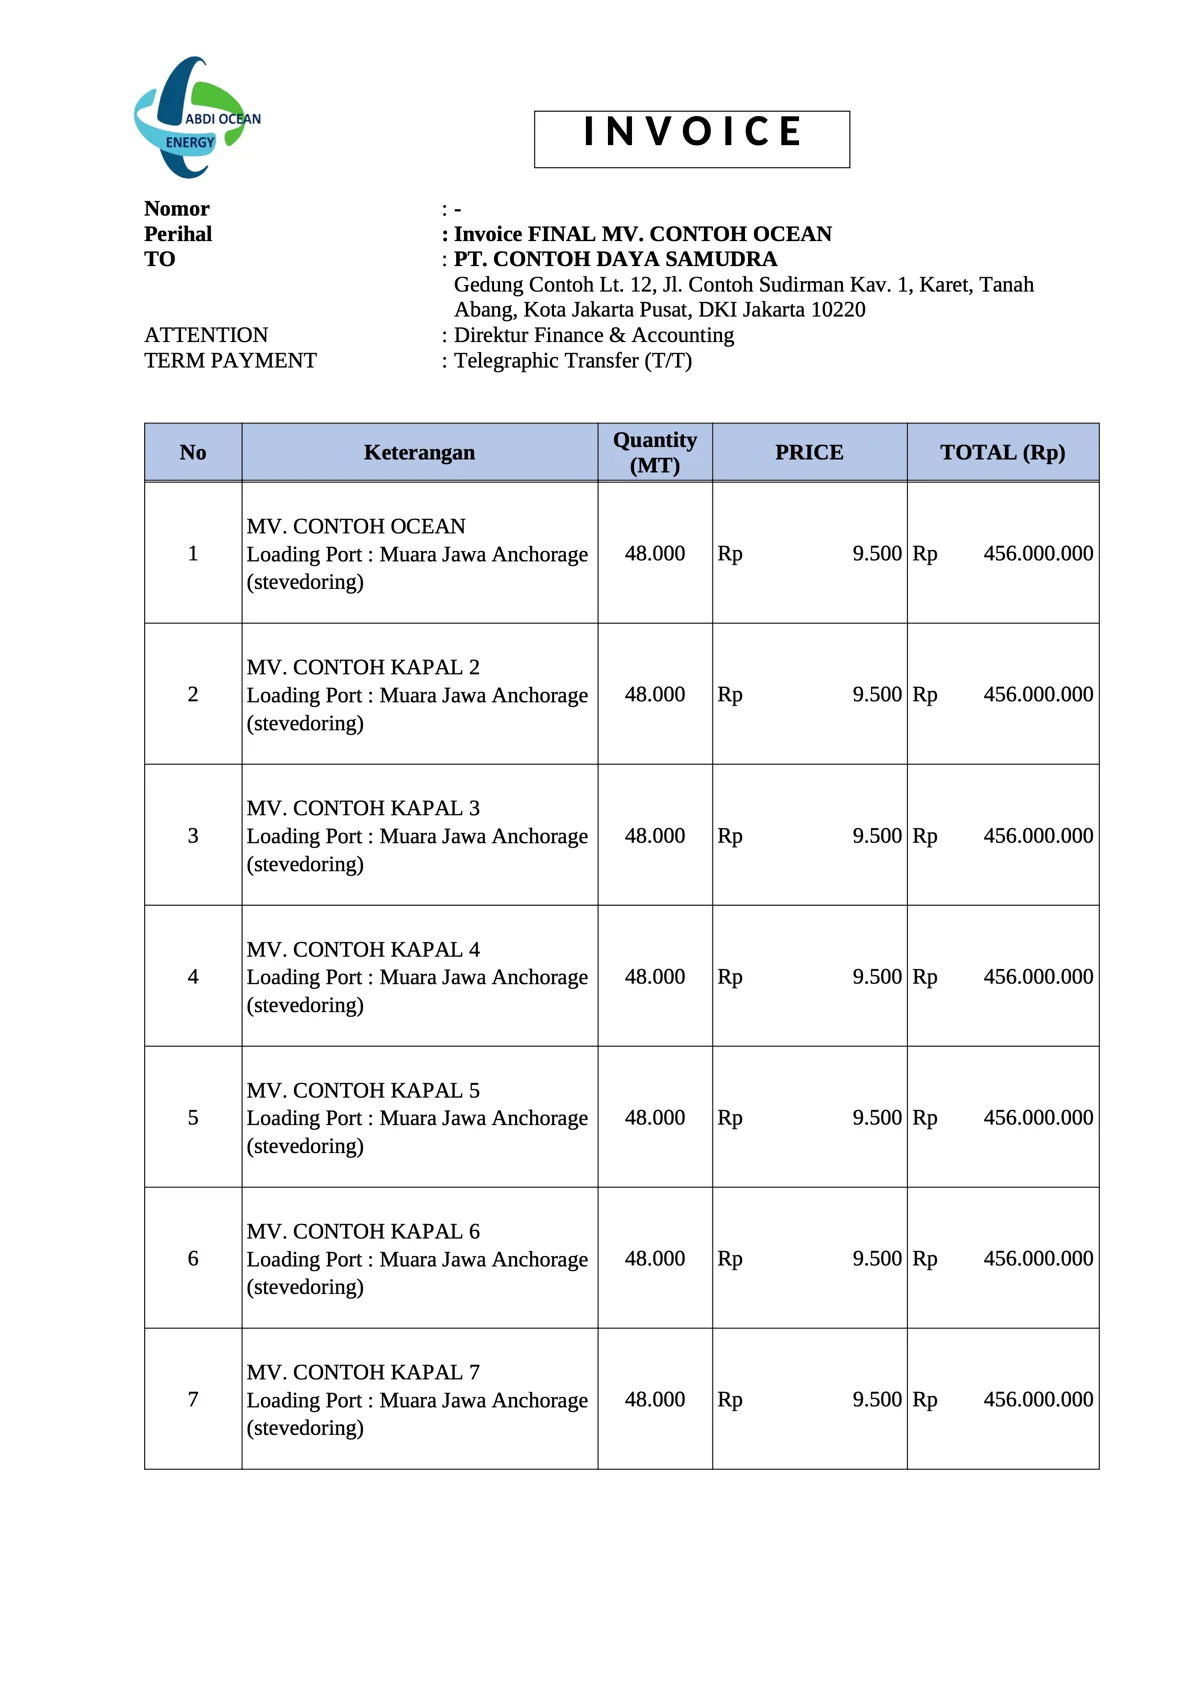 ABDI OCEAN
ENERGY
INVOICE
Nomor : -
Perihal : Invoice FINAL MV. CONTOH OCEAN
TO : PT. CONTOH DAYA SAMUDRA
Gedung Contoh Lt. 12, Jl. Contoh Sudirman Kav. 1, Karet, Tanah
Abang, Kota Jakarta Pusat, DKI Jakarta 10220
ATTENTION : Direktur Finance & Accounting
TERM PAYMENT : Telegraphic Transfer (T/T)
No Keterangan Quantity (MT) PRICE TOTAL (Rp)
MV. CONTOH OCEAN
1 Loading Port : Muara Jawa Anchorage 48.000 Rp 9.500 Rp 456.000.000
(stevedoring)
MV. CONTOH KAPAL 2
2 Loading Port : Muara Jawa Anchorage 48.000 Rp 9.500 Rp 456.000.000
(stevedoring)
MV. CONTOH KAPAL 3
3 Loading Port : Muara Jawa Anchorage 48.000 Rp 9.500 Rp 456.000.000
(stevedoring)
MV. CONTOH KAPAL 4
4 Loading Port : Muara Jawa Anchorage 48.000 Rp 9.500 Rp 456.000.000
(stevedoring)
MV. CONTOH KAPAL 5
5 Loading Port : Muara Jawa Anchorage 48.000 Rp 9.500 Rp 456.000.000
(stevedoring)
MV. CONTOH KAPAL 6
6 Loading Port : Muara Jawa Anchorage 48.000 Rp 9.500 Rp 456.000.000
(stevedoring)
MV. CONTOH KAPAL 7
7 Loading Port : Muara Jawa Anchorage 48.000 Rp 9.500 Rp 456.000.000
(stevedoring)